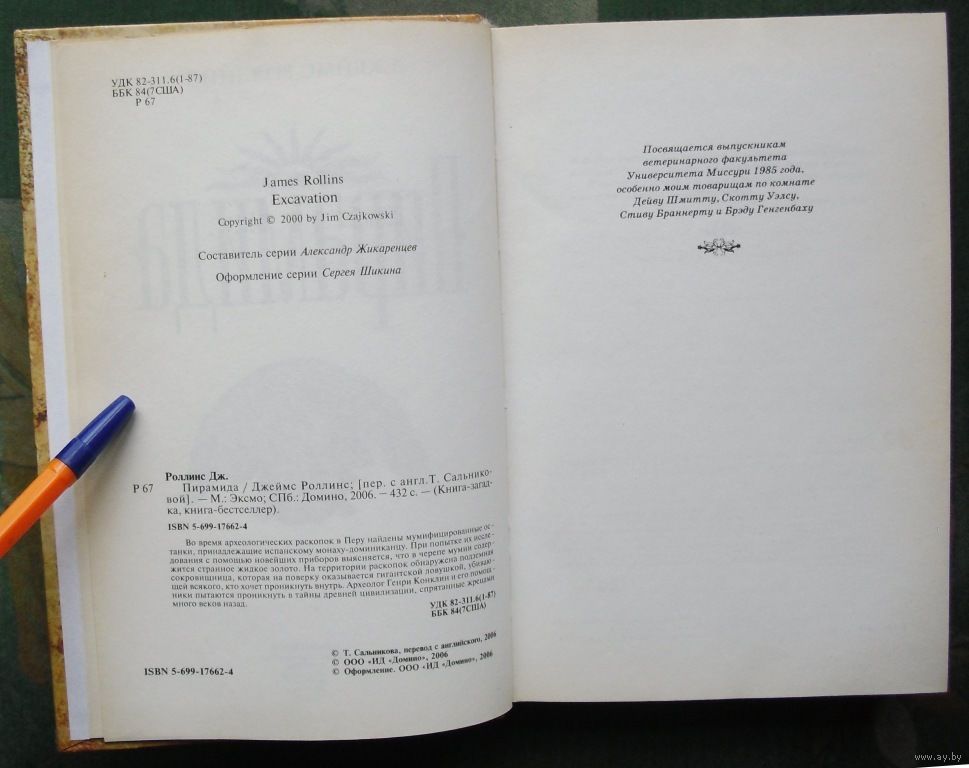 УДК 82-311.6(1-87)
ББК 84(7США)
Р 67
James Rollins
Excavation
Copyright © 2000 by Jim Czajkowski
Составитель серии Александр Жикаренцев
Оформление серии Сергея Шикина
Роллинс Дж.
Р 67 Пирамида / Джеймс Роллинс; [пер. с англ. Т. Сальнико-
вой]. — М.: Эксмо; СПб.: Домино, 2006. — 432 с. — (Книга-загад-
ка, книга-бестселлер).
ISBN 5-699-17662-4
Во время археологических раскопок в Перу найдены мумифицированные ос-
танки, принадлежащие испанскому монаху-доминиканцу. При попытке их иссле-
дования с помощью новейших приборов выясняется, что в черепе мумии содер-
жится странное жидкое золото. На территории раскопок обнаружена подземная
сокровищница, которая на поверку оказывается гигантской ловушкой, убиваю-
щей всякого, кто хочет проникнуть внутрь. Археолог Генри Конклин и его помощ-
ники пытаются проникнуть в тайны древней цивилизации, спрятанные крещами
много веков назад.
УДК 82-311.6(1-87)
ББК 84(7США)
© Т. Сальникова, перевод с английского, 2006
© ООО «ИД «Домино», 2006
ISBN 5-699-17662-4 © Оформление. ООО «ИД «Домино», 2006
Посвящается выпускникам
ветеринарного факультета
Университета Миссури 1985 года,
особенно моим товарищам по комнате
Дейву Шмитту, Скотту Уэлсу,
Стиву Браннерту и Брэду Генгенбаху
www.ay.by